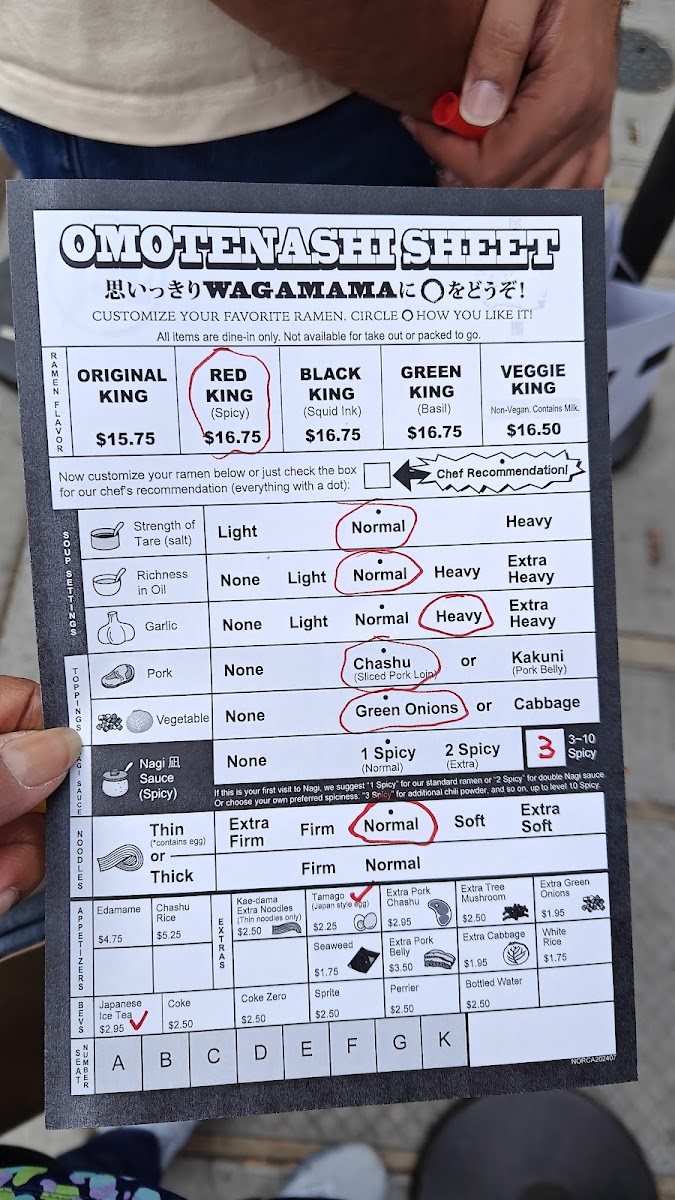 OMOTENASHI SHEET
思いっきりWAGAMAMAに〇をどうぞ!
CUSTOMIZE YOUR FAVORITE RAMEN. CIRCLE O HOW YOU LIKE IT!
All items are dine-in only. Not available for take out or packed to go.
RAMEN FLAVOR
ORIGINAL KING
$15.75
RED KING
(Spicy)
$16.75
BLACK KING
(Squid Ink)
$16.75
GREEN KING
(Basil)
$16.75
VEGGIE KING
Non-Vegan. Contains Milk.
$16.50
Now customize your ramen below or just check the box
for our chef's recommendation (everything with a dot):
Chef Recommendation!
SOUP SETTINGS
Strength of Tare (salt)
Light Normal Heavy
Richness in Oil
None Light Normal Heavy Extra Heavy
Garlic
None Light Normal Heavy Extra Heavy
TOPPINGS
Pork
None Chashu (Sliced Pork Loin) or Kakuni (Pork Belly)
Vegetable
None Green Onions or Cabbage
NAGI SAUCE
Nagi 凪 Sauce (Spicy)
None 1 Spicy (Normal) 2 Spicy (Extra) 3 3~10 Spicy
If this is your first visit to Nagi, we suggest "1 Spicy" for our standard ramen or "2 Spicy" for double Nagi sauce.
Or choose your own preferred spiciness: "3 Spicy" for additional chili powder, and so on, up to level 10 Spicy.
NOODLES
Thin
(*contains egg)
or
Thick
Extra Firm Firm Normal Soft Extra Soft
Firm Normal
APPETIZERS
Edamame
$4.75
Chashu Rice
$5.25
EXTRAS
Kae-dama
Extra Noodles
(Thin noodles only)
$2.50
Tamago
(Japan style egg)
$2.25
Extra Pork Chashu
$2.95
Extra Tree Mushroom
$2.50
Extra Green Onions
$1.95
Seaweed
$1.75
Extra Pork Belly
$3.50
Extra Cabbage
$1.95
White Rice
$1.75
BEVS
Japanese Ice Tea
$2.95
Coke
$2.50
Coke Zero
$2.50
Sprite
$2.50
Perrier
$2.50
Bottled Water
$2.50
SEAT NUMBER
A B C D E F G K
NORCA202407